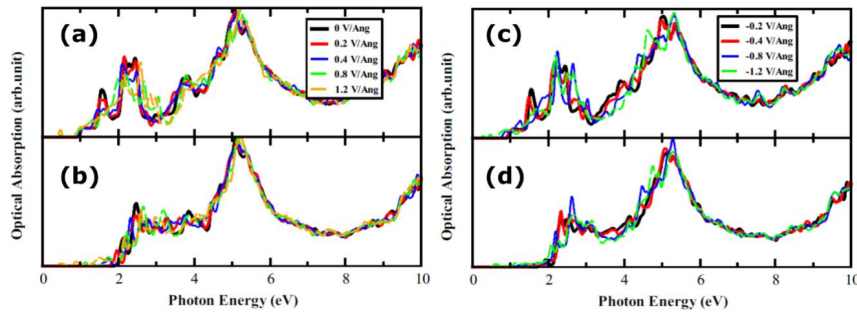 (a)
0 V/Ang
0.2 V/Ang
0.4 V/Ang
0.8 V/Ang
1.2 V/Ang
(b)
Optical Absorption (arb.unit)
0 2 4 6 8 10
Photon Energy (eV)
(c)
-0.2 V/Ang
-0.4 V/Ang
-0.8 V/Ang
-1.2 V/Ang
(d)
Optical Absorption (arb.unit)
0 2 4 6 8 10
Photon Energy (eV)